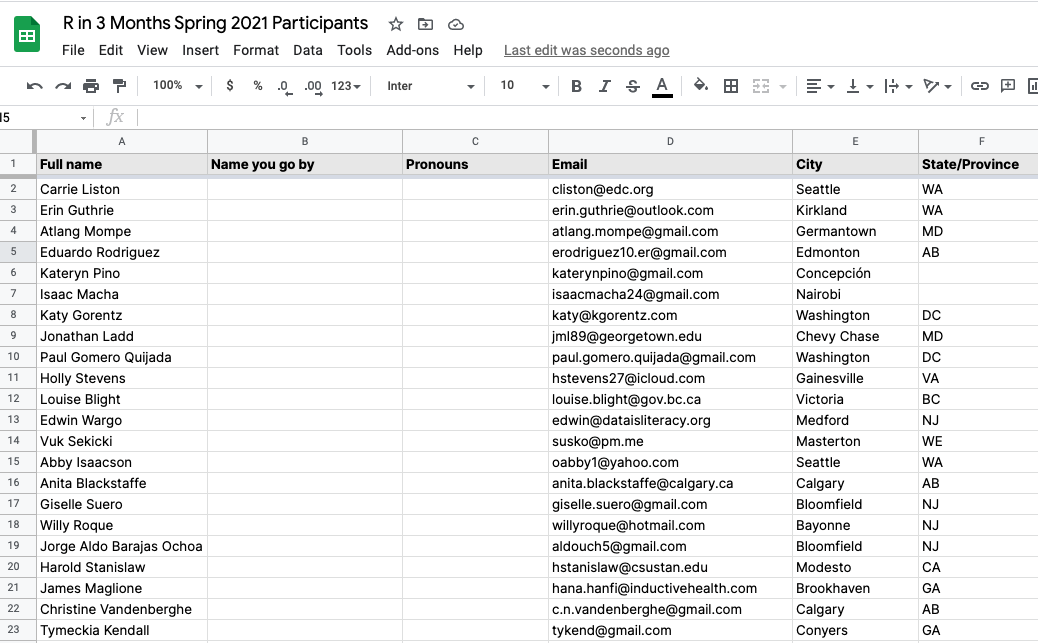 R in 3 Months Spring 2021 Participants
File Edit View Insert Format Data Tools Add-ons Help Last edit was seconds ago
100% $ % .0 .00 123 Inter 10 B I S A
I5 fx
A B C D E F
1 Full name Name you go by Pronouns Email City State/Province
2 Carrie Liston cliston@edc.org Seattle WA
3 Erin Guthrie erin.guthrie@outlook.com Kirkland WA
4 Atlang Mompe atlang.mompe@gmail.com Germantown MD
5 Eduardo Rodriguez erodriguez10.er@gmail.com Edmonton AB
6 Kateryn Pino katerynpino@gmail.com Concepción
7 Isaac Macha isaacmacha24@gmail.com Nairobi
8 Katy Gorentz katy@kgorentz.com Washington DC
9 Jonathan Ladd jml89@georgetown.edu Chevy Chase MD
10 Paul Gomero Quijada paul.gomero.quijada@gmail.com Washington DC
11 Holly Stevens hstevens27@icloud.com Gainesville VA
12 Louise Blight louise.blight@gov.bc.ca Victoria BC
13 Edwin Wargo edwin@dataisliteracy.org Medford NJ
14 Vuk Sekicki susko@pm.me Masterton WE
15 Abby Isaacson oabby1@yahoo.com Seattle WA
16 Anita Blackstaffe anita.blackstaffe@calgary.ca Calgary AB
17 Giselle Suero giselle.suero@gmail.com Bloomfield NJ
18 Willy Roque willyroque@hotmail.com Bayonne NJ
19 Jorge Aldo Barajas Ochoa aldouch5@gmail.com Bloomfield NJ
20 Harold Stanislaw hstanislaw@csustan.edu Modesto CA
21 James Maglione hana.hanfi@inductivehealth.com Brookhaven GA
22 Christine Vandenberghe c.n.vandenberghe@gmail.com Calgary AB
23 Tymeckia Kendall tykend@gmail.com Conyers GA